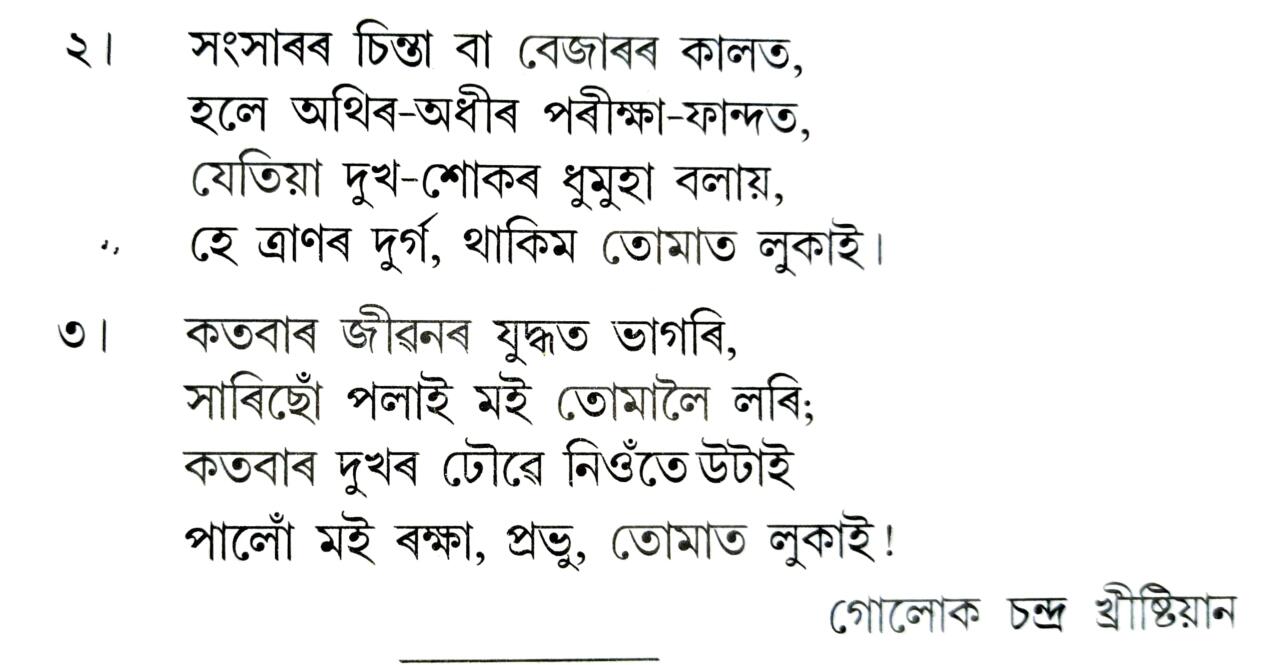 ২। সংসাৰৰ চিন্তা বা বেজাৰৰ কালত,
হলে অথিৰ-অধীৰ পৰীক্ষা-ফান্দত,
যেতিয়া দুখ-শোকৰ ধুমুহা বলায়,
হে ত্ৰাণৰ দুৰ্গ, থাকিম তোমাত লুকাই।
৩। কতবাৰ জীৱনৰ যুদ্ধত ভাগৰি,
সাৰিছোঁ পলাই মই তোমালৈ লৰি;
কতবাৰ দুখৰ ঢৌৱে নিওঁতে উটাই
পালোঁ মই ৰক্ষা, প্ৰভু, তোমাত লুকাই!
গোলোক চন্দ্ৰ খ্ৰীষ্টিয়ান